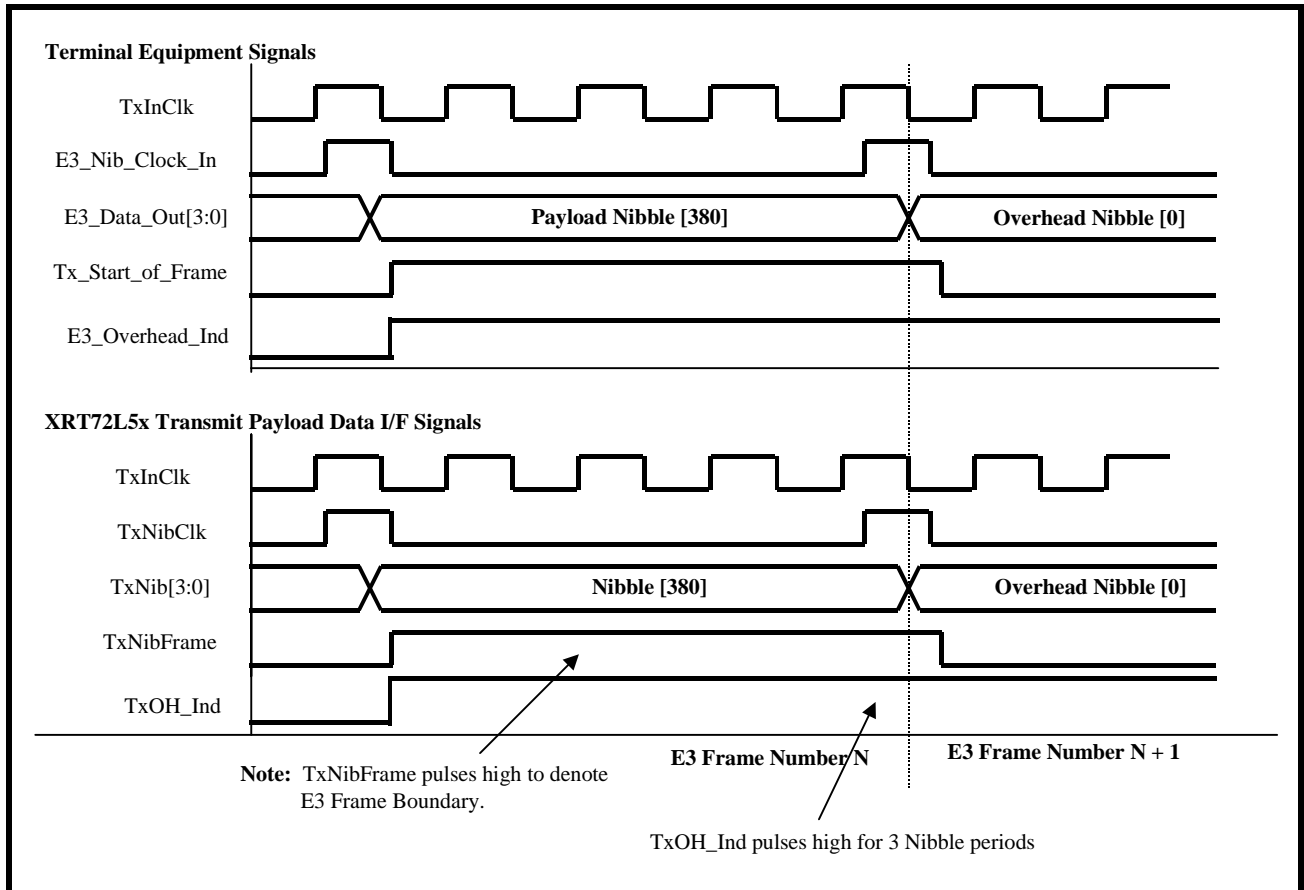 Terminal Equipment Signals
TxInClk
E3_Nib_Clock_In
E3_Data_Out[3:0]
Payload Nibble [380]
Overhead Nibble [0]
Tx_Start_of_Frame
E3_Overhead_Ind
XRT72L5x Transmit Payload Data I/F Signals
TxInClk
TxNibClk
TxNib[3:0]
Nibble [380]
Overhead Nibble [0]
TxNibFrame
TxOH_Ind
E3 Frame Number N
E3 Frame Number N + 1
Note: TxNibFrame pulses high to denote
E3 Frame Boundary.
TxOH_Ind pulses high for 3 Nibble periods